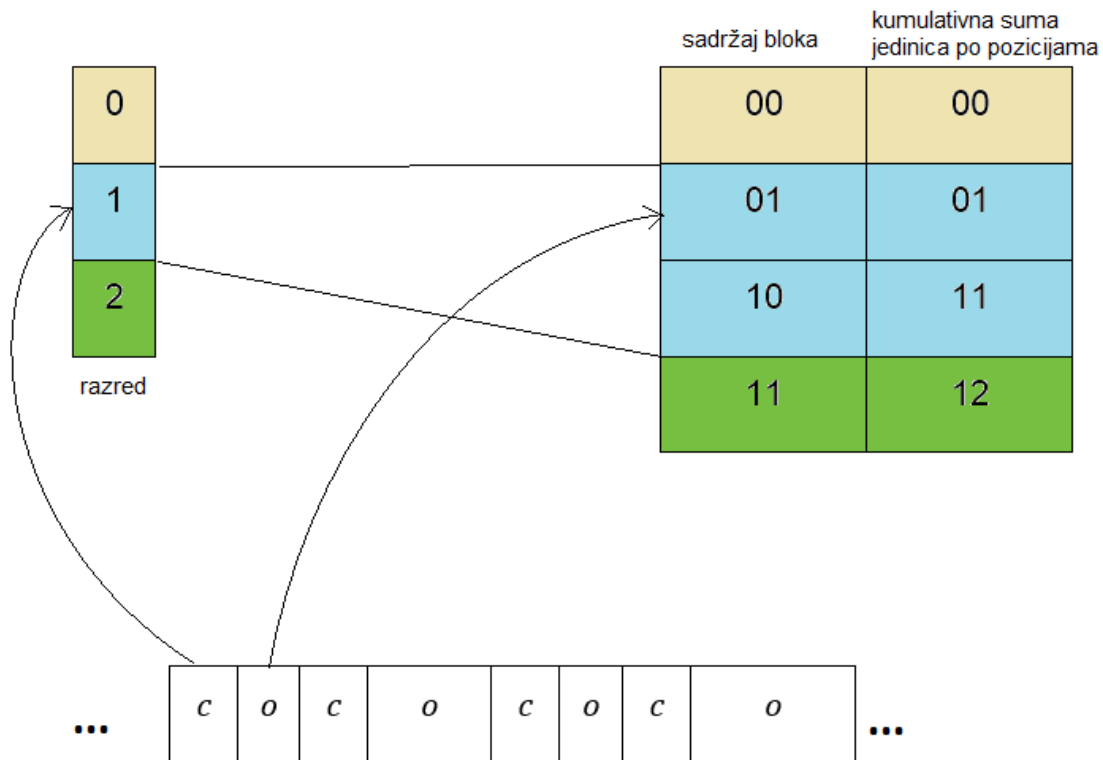 sadržaj bloka
kumulativna suma
jedinica po pozicijama
0
1
2
razred
00 00
01 01
10 11
11 12
... c o c o c o c o ...